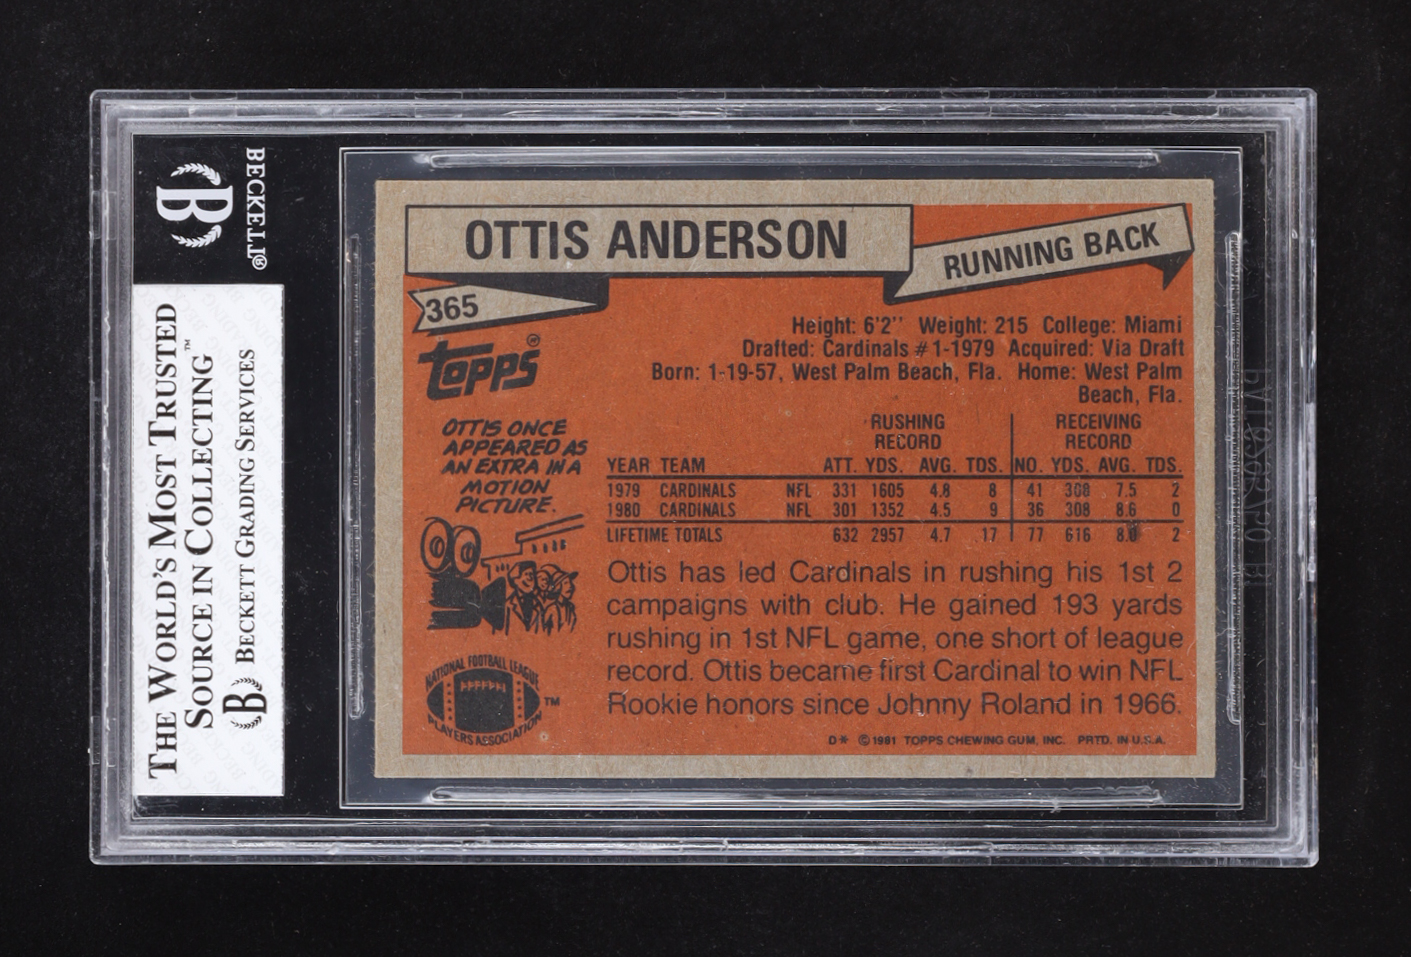 BECKETT®
B
THE WORLD'S MOST TRUSTED
SOURCE IN COLLECTING™
B BECKETT GRADING SERVICES
OTTIS ANDERSON
RUNNING BACK
365
topps®
Height: 6'2'' Weight: 215 College: Miami
Drafted: Cardinals #1-1979 Acquired: Via Draft
Born: 1-19-57, West Palm Beach, Fla. Home: West Palm
Beach, Fla.
OTTIS ONCE
APPEARED AS
AN EXTRA IN A
MOTION
PICTURE.
RUSHING RECEIVING
RECORD RECORD
YEAR TEAM ATT. YDS. AVG. TDS. NO. YDS. AVG. TDS.
1979 CARDINALS NFL 331 1605 4.8 8 41 308 7.5 2
1980 CARDINALS NFL 301 1352 4.5 9 36 308 8.6 0
LIFETIME TOTALS 632 2957 4.7 17 77 616 8.0 2
Ottis has led Cardinals in rushing his 1st 2
campaigns with club. He gained 193 yards
rushing in 1st NFL game, one short of league
record. Ottis became first Cardinal to win NFL
Rookie honors since Johnny Roland in 1966.
NATIONAL FOOTBALL LEAGUE
PLAYERS ASSOCIATION
™
D* © 1981 TOPPS CHEWING GUM, INC. PRTD. IN U.S.A.